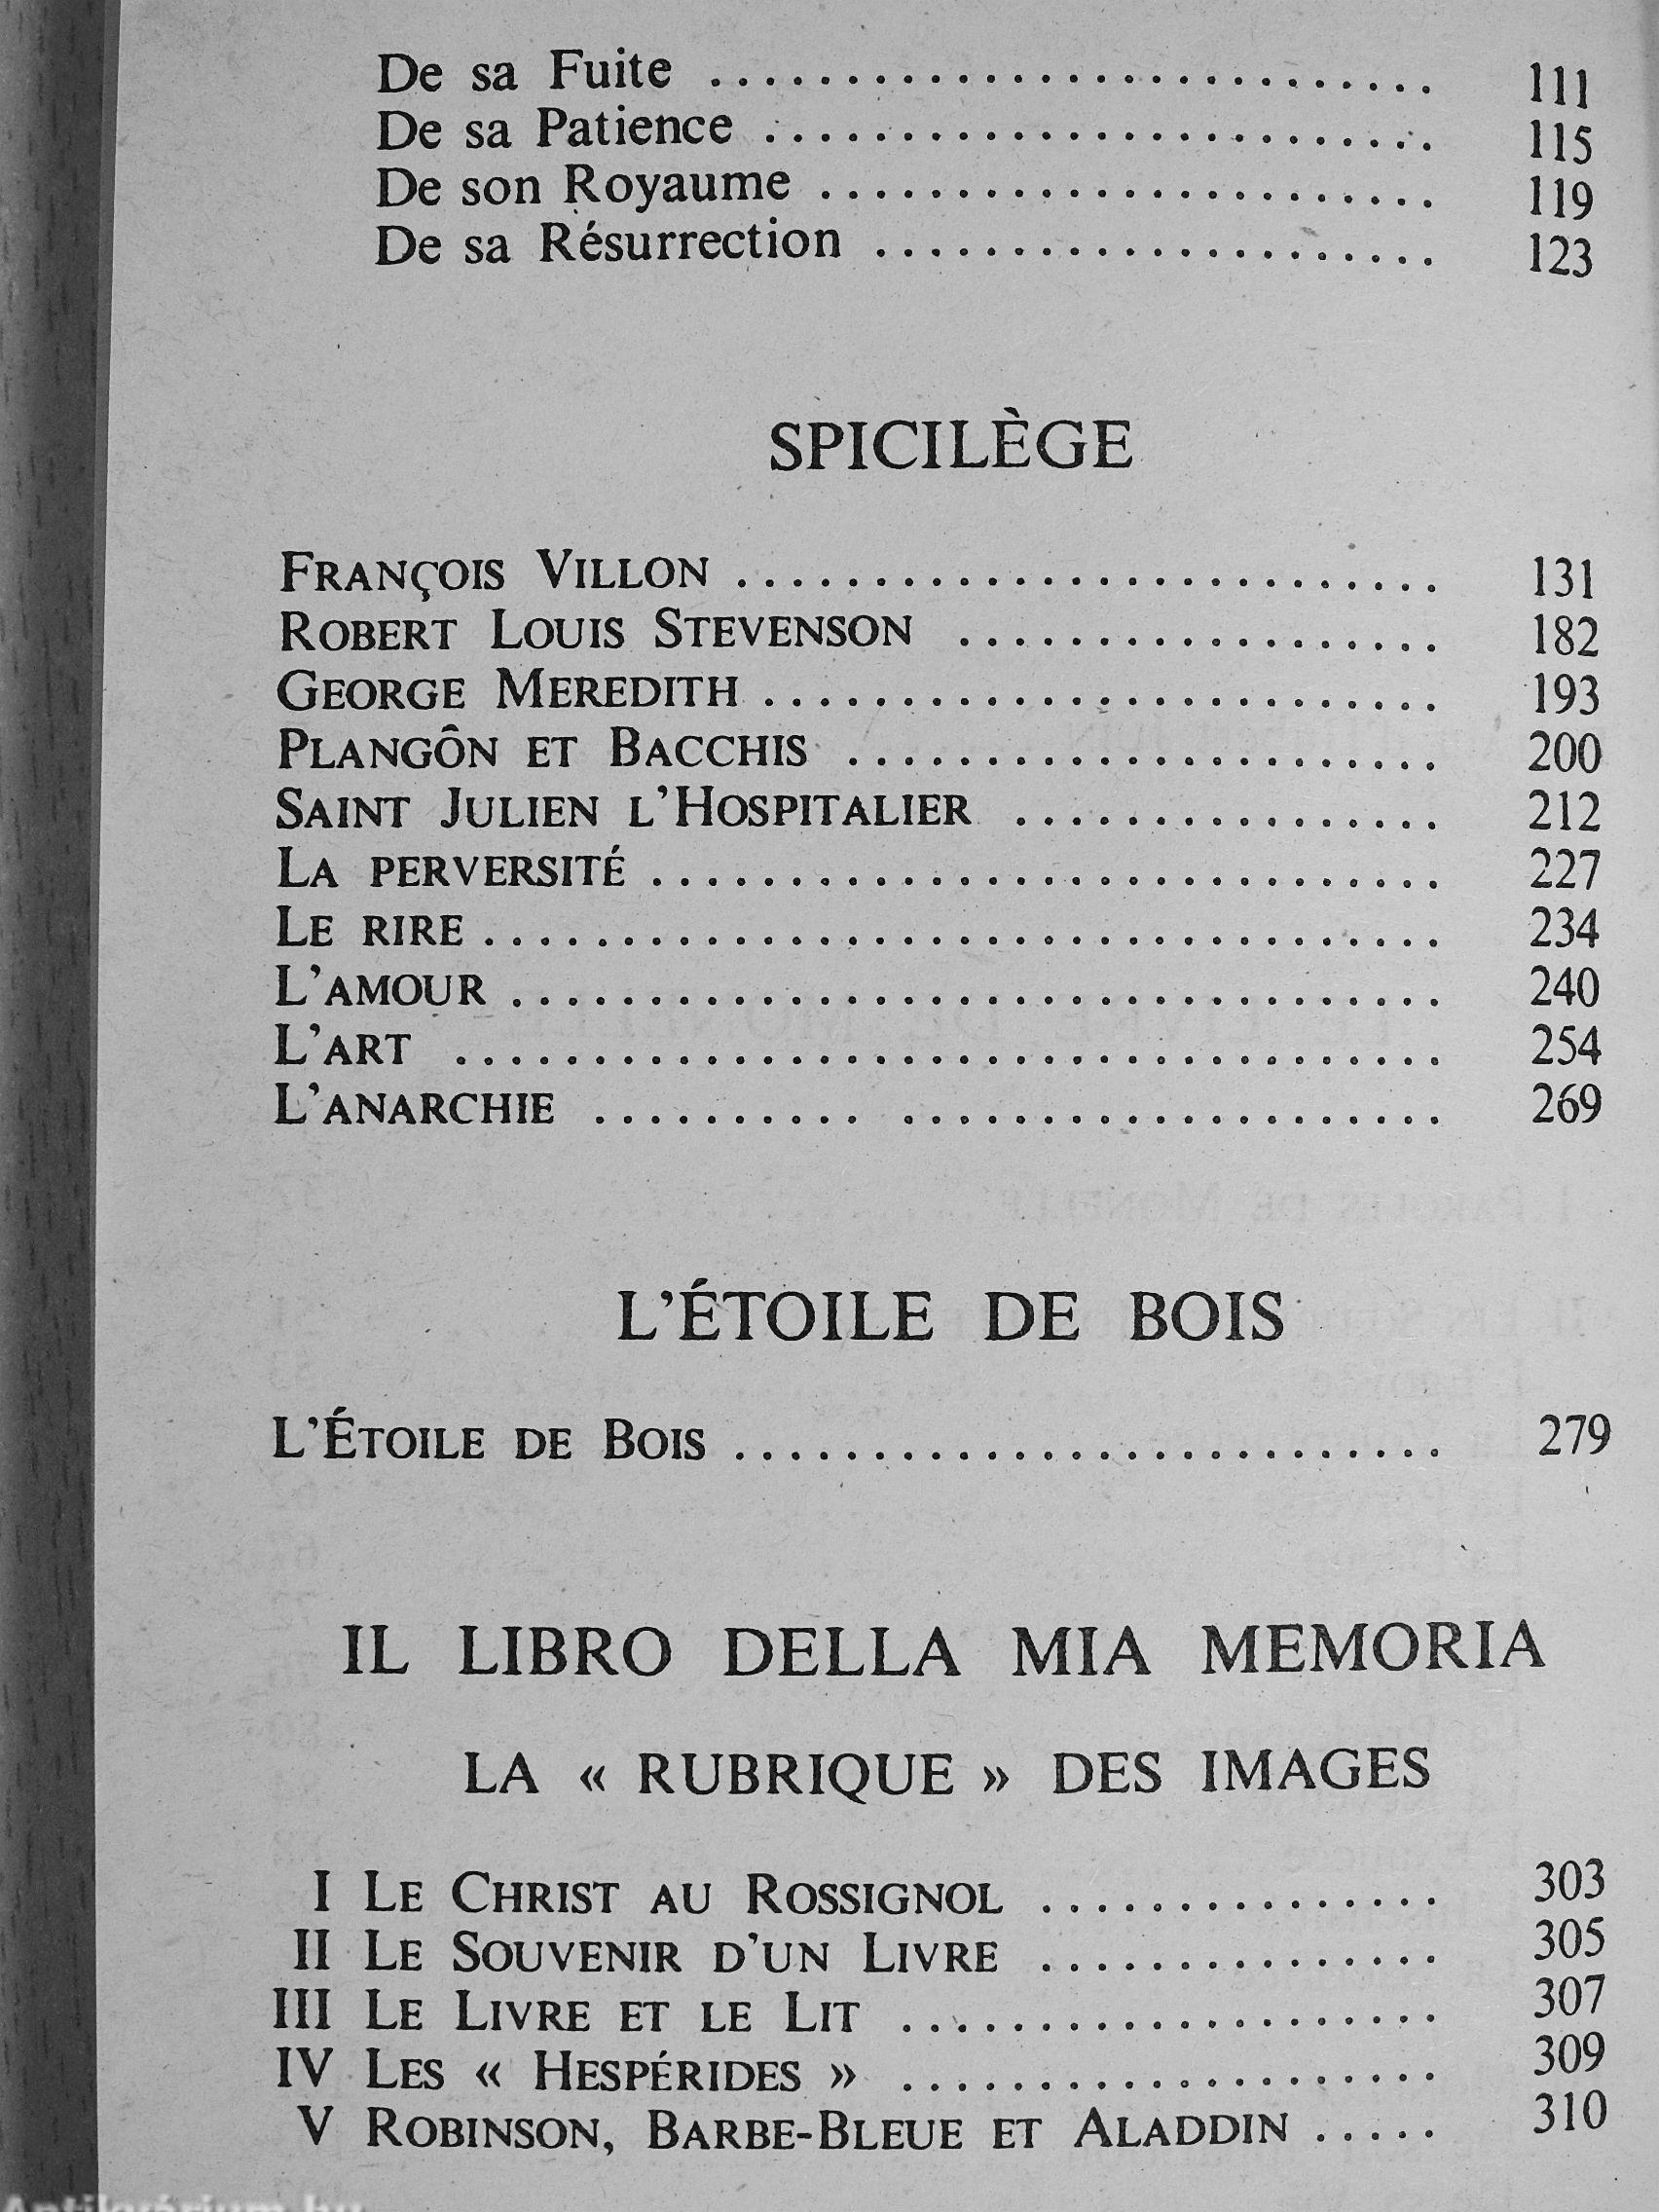 De sa Fuite ........................... 111
De sa Patience ......................... 115
De son Royaume ....................... 119
De sa Résurrection ..................... 123
SPICILÈGE
FRANÇOIS VILLON .......................... 131
ROBERT LOUIS STEVENSON .................. 182
GEORGE MEREDITH ......................... 193
PLANGÔN ET BACCHIS ...................... 200
SAINT JULIEN L'HOSPITALIER ................ 212
LA PERVERSITÉ ............................. 227
LE RIRE ................................... 234
L'AMOUR .................................. 240
L'ART .................................... 254
L'ANARCHIE .......... .................... 269
L'ÉTOILE DE BOIS
L'ÉTOILE DE BOIS .......................... 279
IL LIBRO DELLA MIA MEMORIA
LA « RUBRIQUE » DES IMAGES
I LE CHRIST AU ROSSIGNOL ............... 303
II LE SOUVENIR D'UN LIVRE ............... 305
III LE LIVRE ET LE LIT .................... 307
IV LES « HESPÉRIDES » .................... 309
V ROBINSON, BARBE-BLEUE ET ALADDIN ..... 310